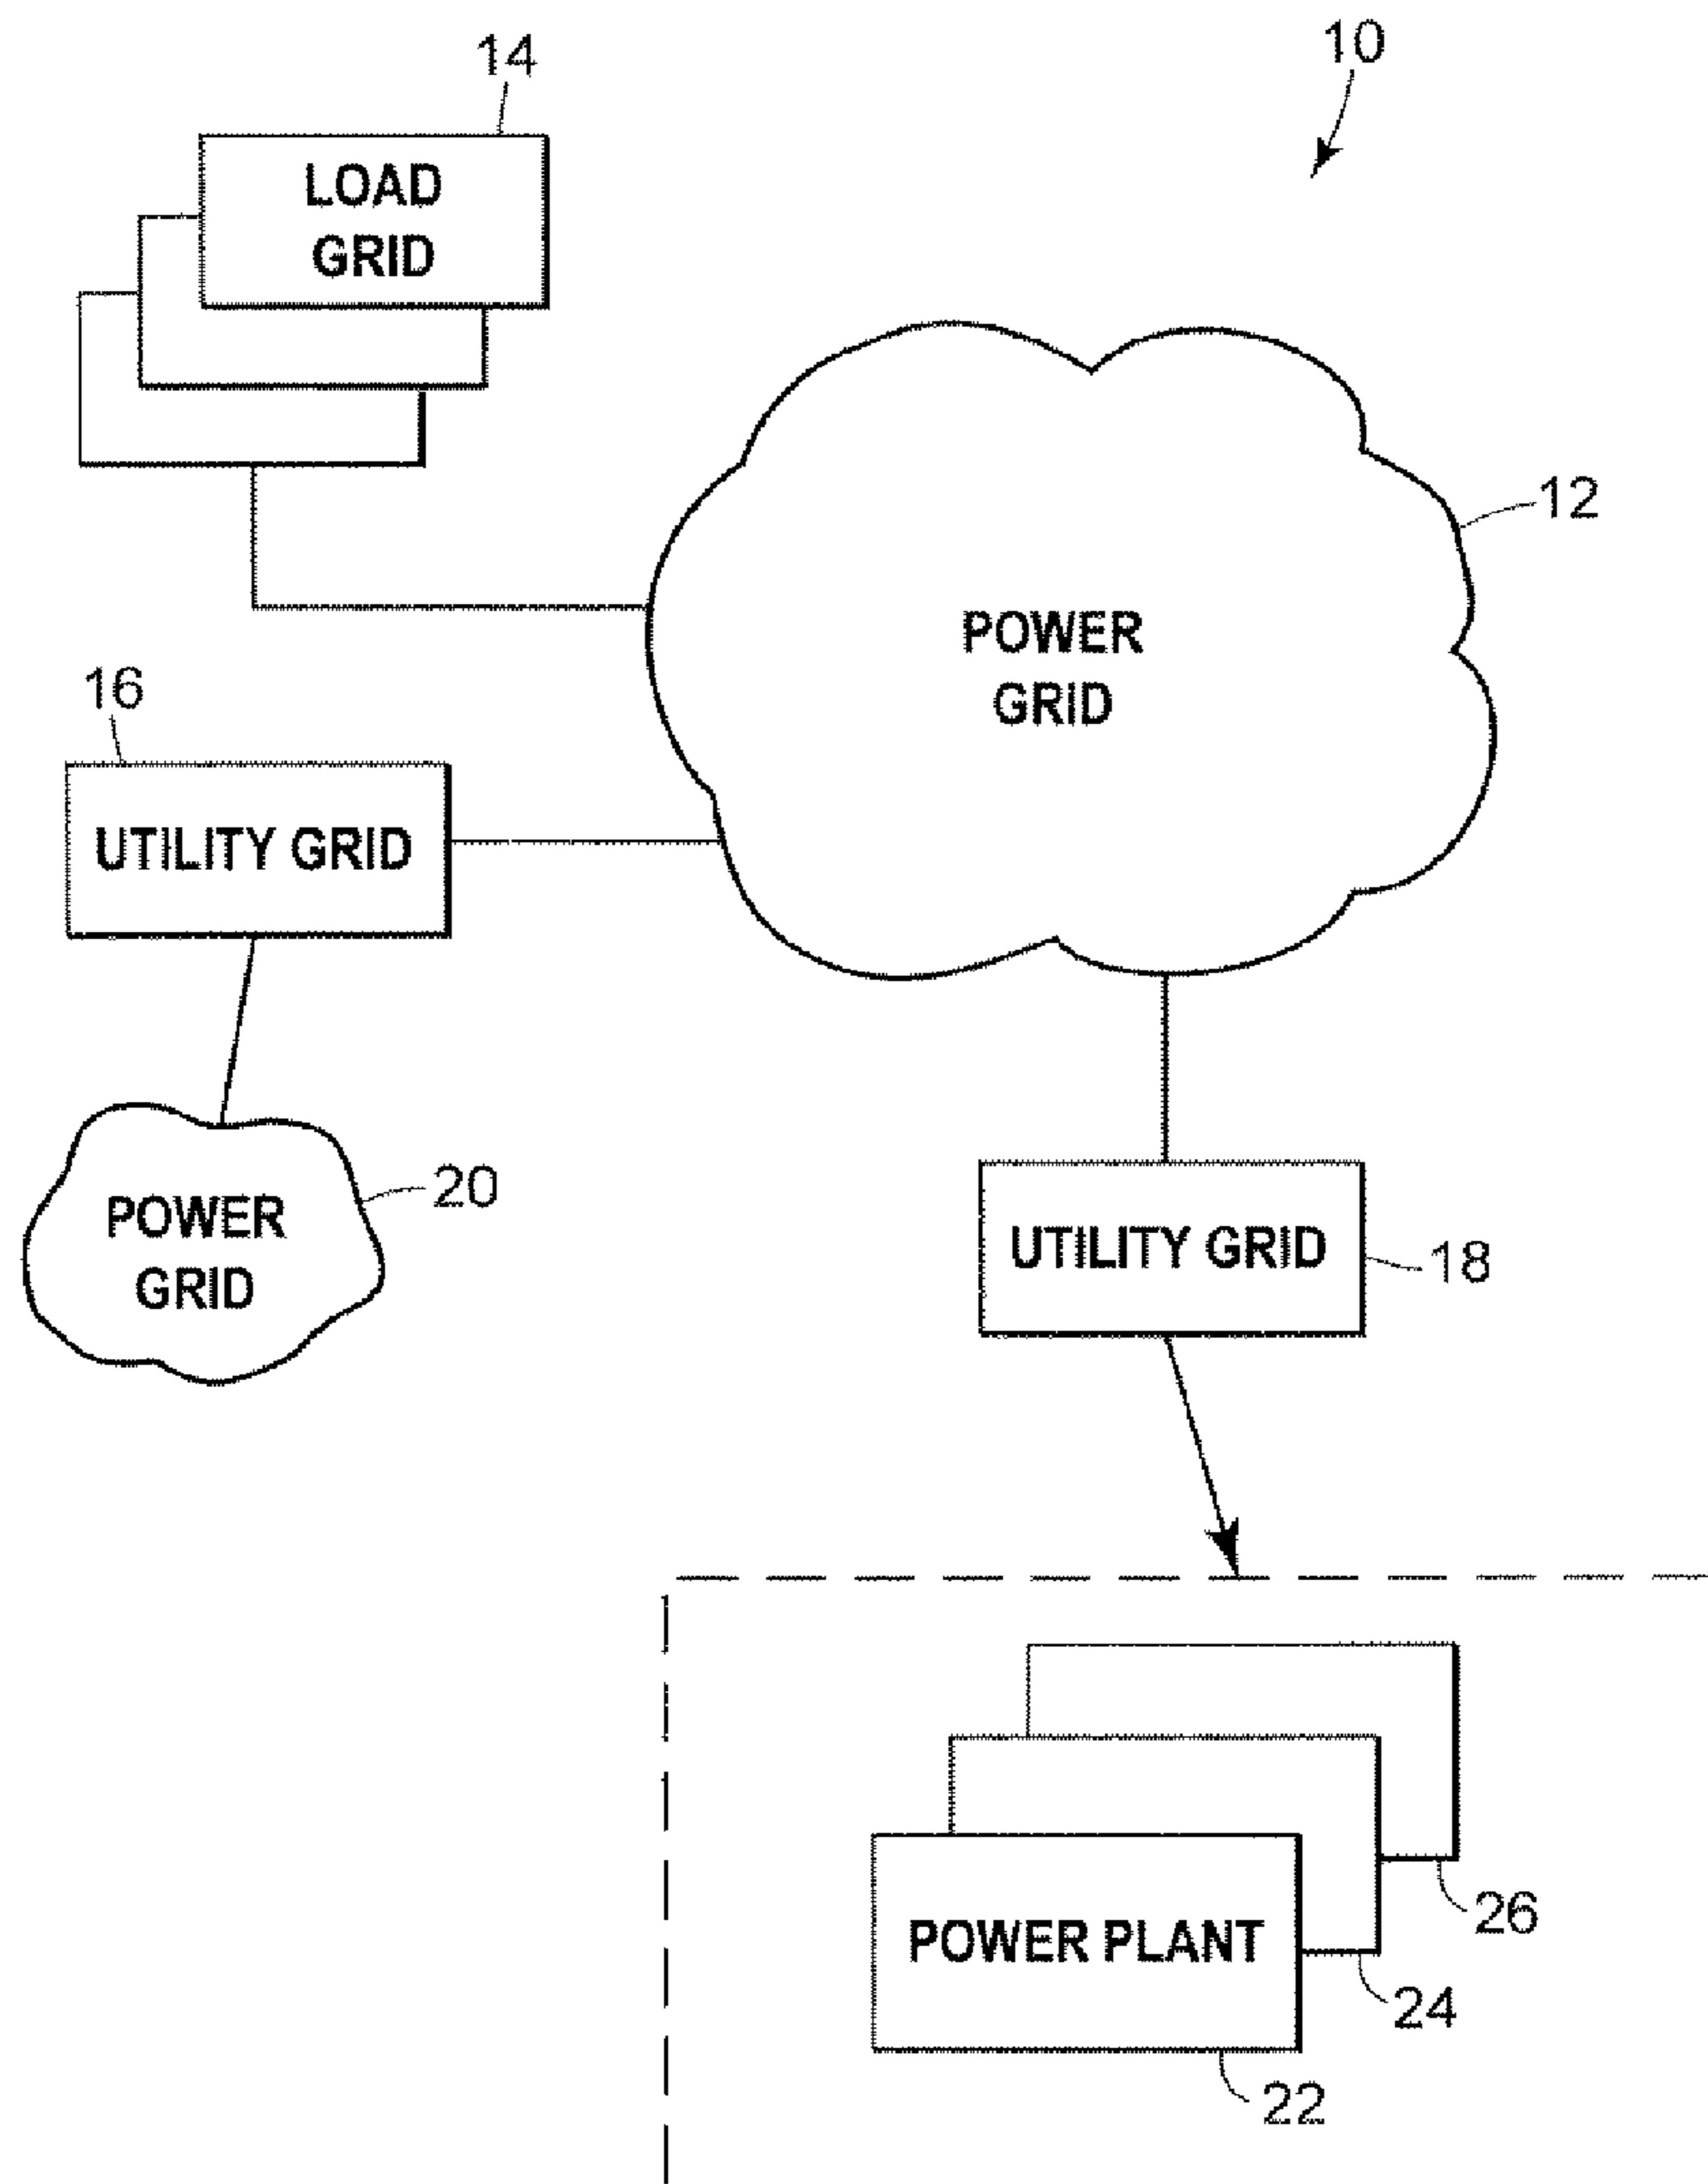 14
10
LOAD
GRID
12
POWER
GRID
16
UTILITY GRID
20
POWER
GRID
UTILITY GRID
18
26
POWER PLANT
24
22